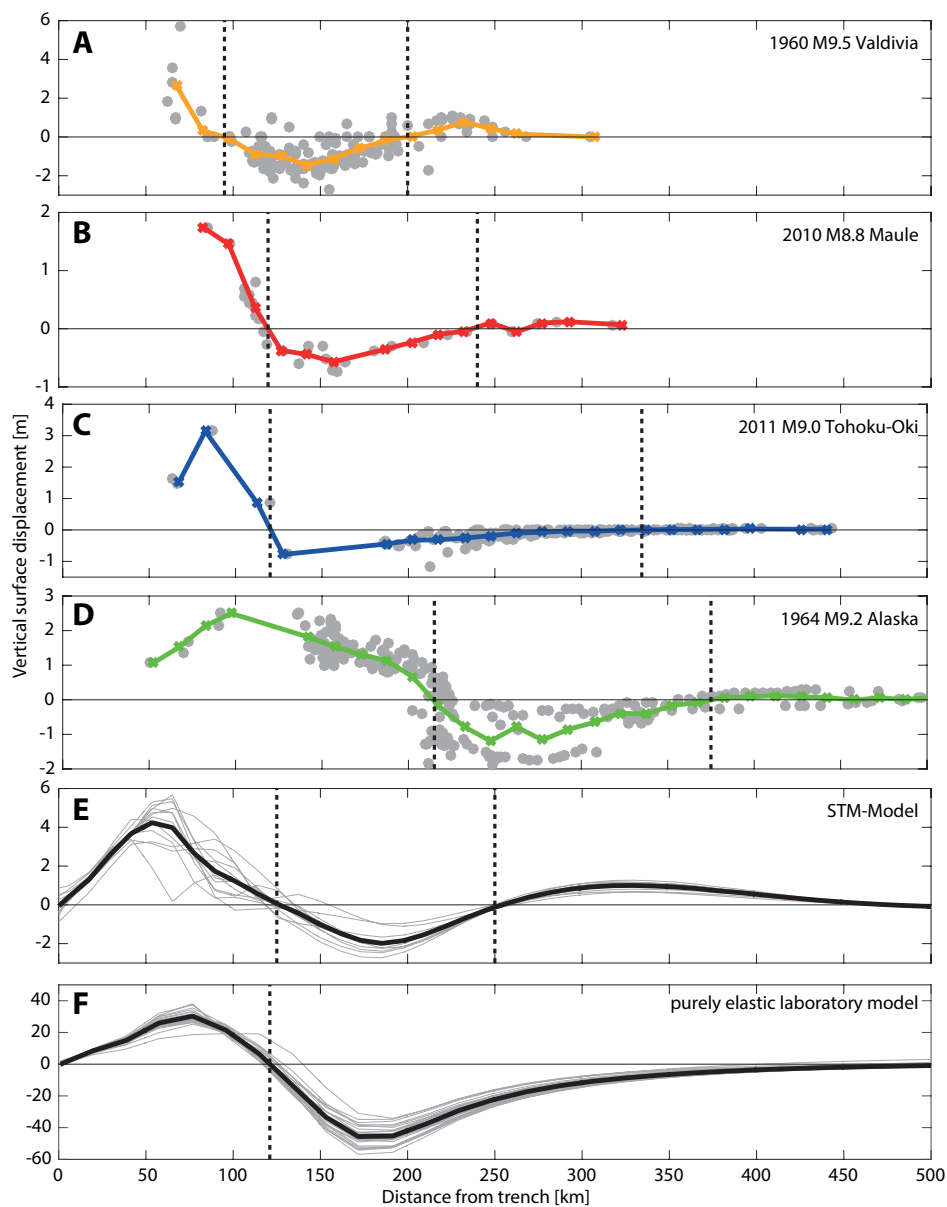 A
1960 M9.5 Valdivia
6
4
2
0
-2
B
2010 M8.8 Maule
2
1
0
-1
C
2011 M9.0 Tohoku-Oki
4
3
2
1
0
-1
D
1964 M9.2 Alaska
3
2
1
0
-1
-2
E
STM-Model
6
4
2
0
-2
F
purely elastic laboratory model
40
20
0
-20
-40
-60
0 50 100 150 200 250 300 350 400 450 500
Distance from trench [km]
Vertical surface displacement [m]